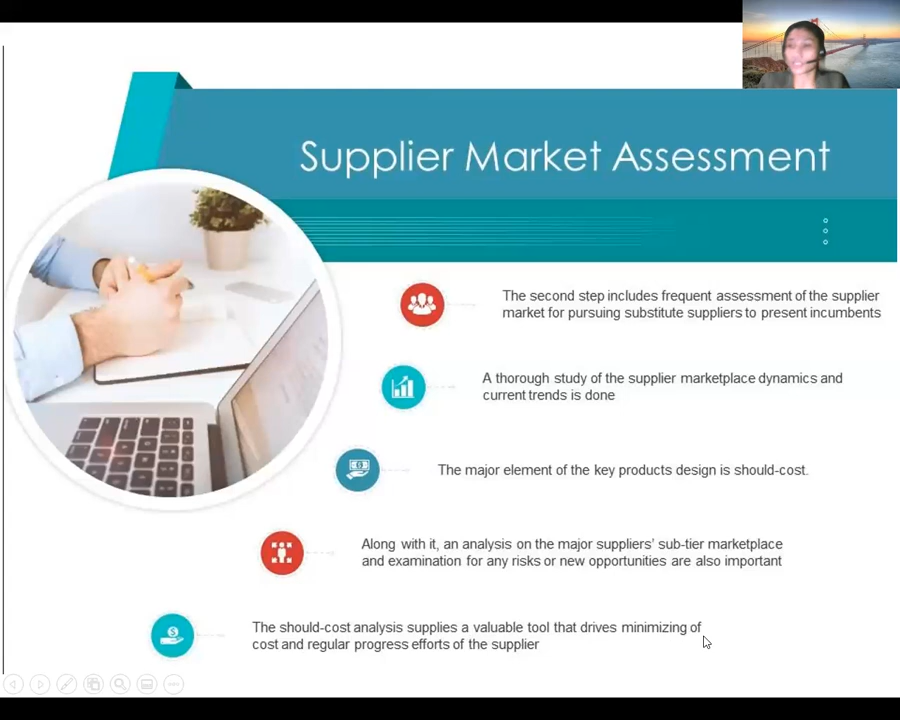 Supplier Market Assessment
The second step includes frequent assessment of the supplier
market for pursuing substitute suppliers to present incumbents
A thorough study of the supplier marketplace dynamics and
current trends is done
The major element of the key products design is should-cost.
Along with it, an analysis on the major suppliers’ sub-tier marketplace
and examination for any risks or new opportunities are also important
The should-cost analysis supplies a valuable tool that drives minimizing of
cost and regular progress efforts of the supplier